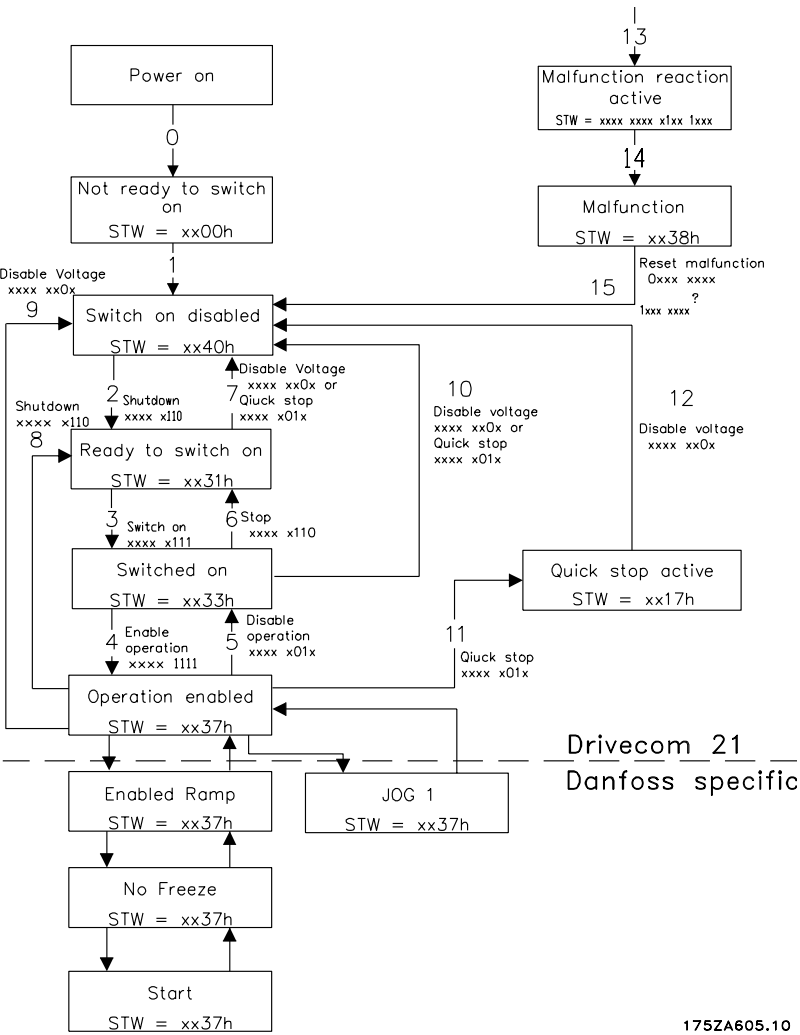 13
Power on
Malfunction reaction
active
STW = xxxx xxxx x1xx 1xxx
0
14
Not ready to switch
on
STW = xx00h
Malfunction
STW = xx38h
1
Reset malfunction
0xxx xxxx
?
1xxx xxxx
15
Disable Voltage
xxxx xx0x
9
Switch on disabled
STW = xx40h
2
Shutdown
xxxx x110
7
Disable Voltage
xxxx xx0x or
Qiuck stop
xxxx x01x
10
Disable voltage
xxxx xx0x or
Quick stop
xxxx x01x
12
Disable voltage
xxxx xx0x
Shutdown
xxxx x110
8
Ready to switch on
STW = xx31h
3
Switch on
xxxx x111
6
Stop
xxxx x110
Switched on
STW = xx33h
Quick stop active
STW = xx17h
4
Enable
operation
xxxx 1111
5
Disable
operation
xxxx x01x
11
Qiuck stop
xxxx x01x
Operation enabled
STW = xx37h
Drivecom 21
Danfoss specific
Enabled Ramp
STW = xx37h
JOG 1
STW = xx37h
No Freeze
STW = xx37h
Start
STW = xx37h
175ZA605.10